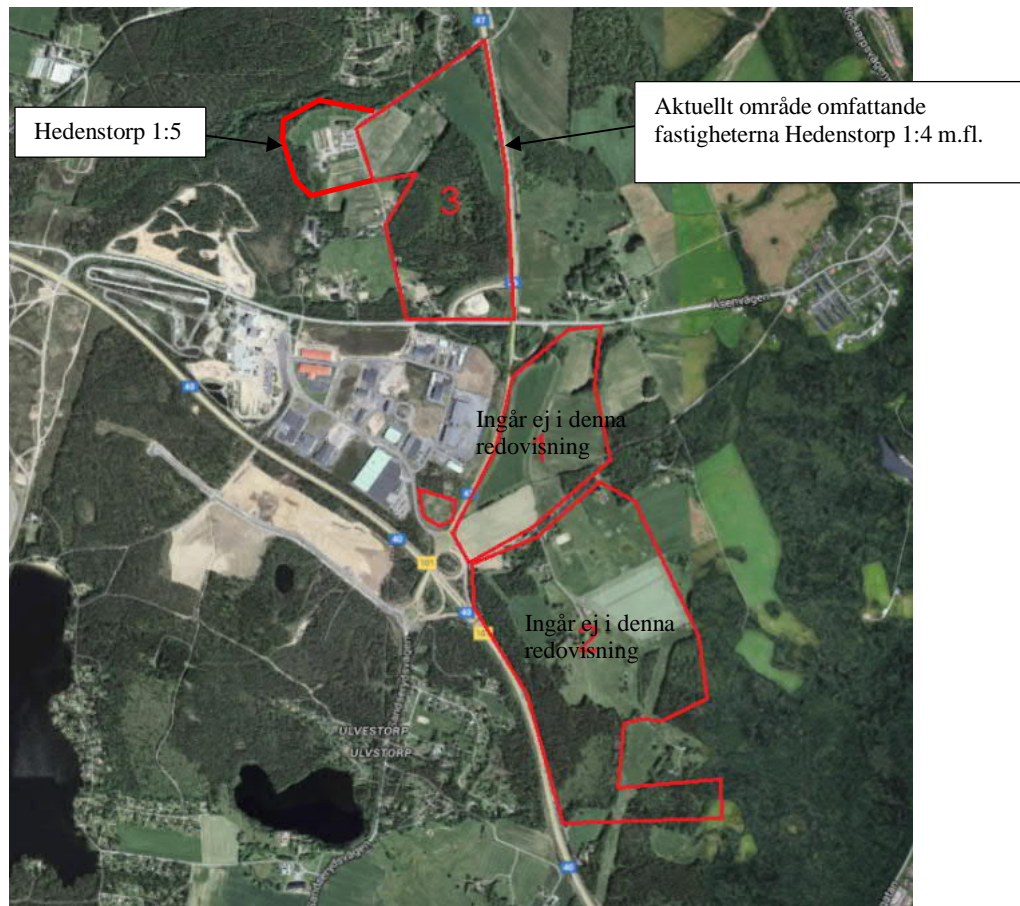 47
Hedenstorp 1:5
Aktuellt område omfattande
fastigheterna Hedenstorp 1:4 m.fl.
3
Åsenvägen
40
Ingår ej i denna
redovisning
1
40
101
40
Ingår ej i denna
redovisning
2
ULVESTORP
ULVSTORP
40